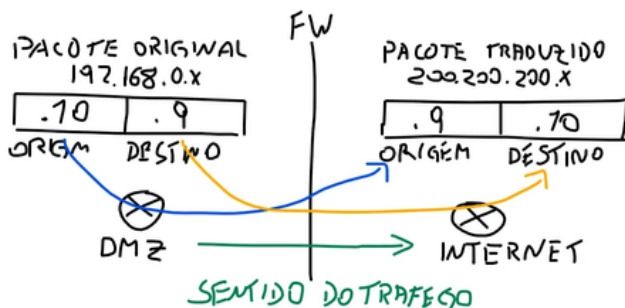 FW
PACOTE ORIGINAL
192.168.0.x
.10 .9
ORIGM DESTINO
PACOTE TRADUZIDO
200.200.200.x
.9 .10
ORIGEM DESTINO
DMZ
INTERNET
SENTIDO DO TRAFEGO